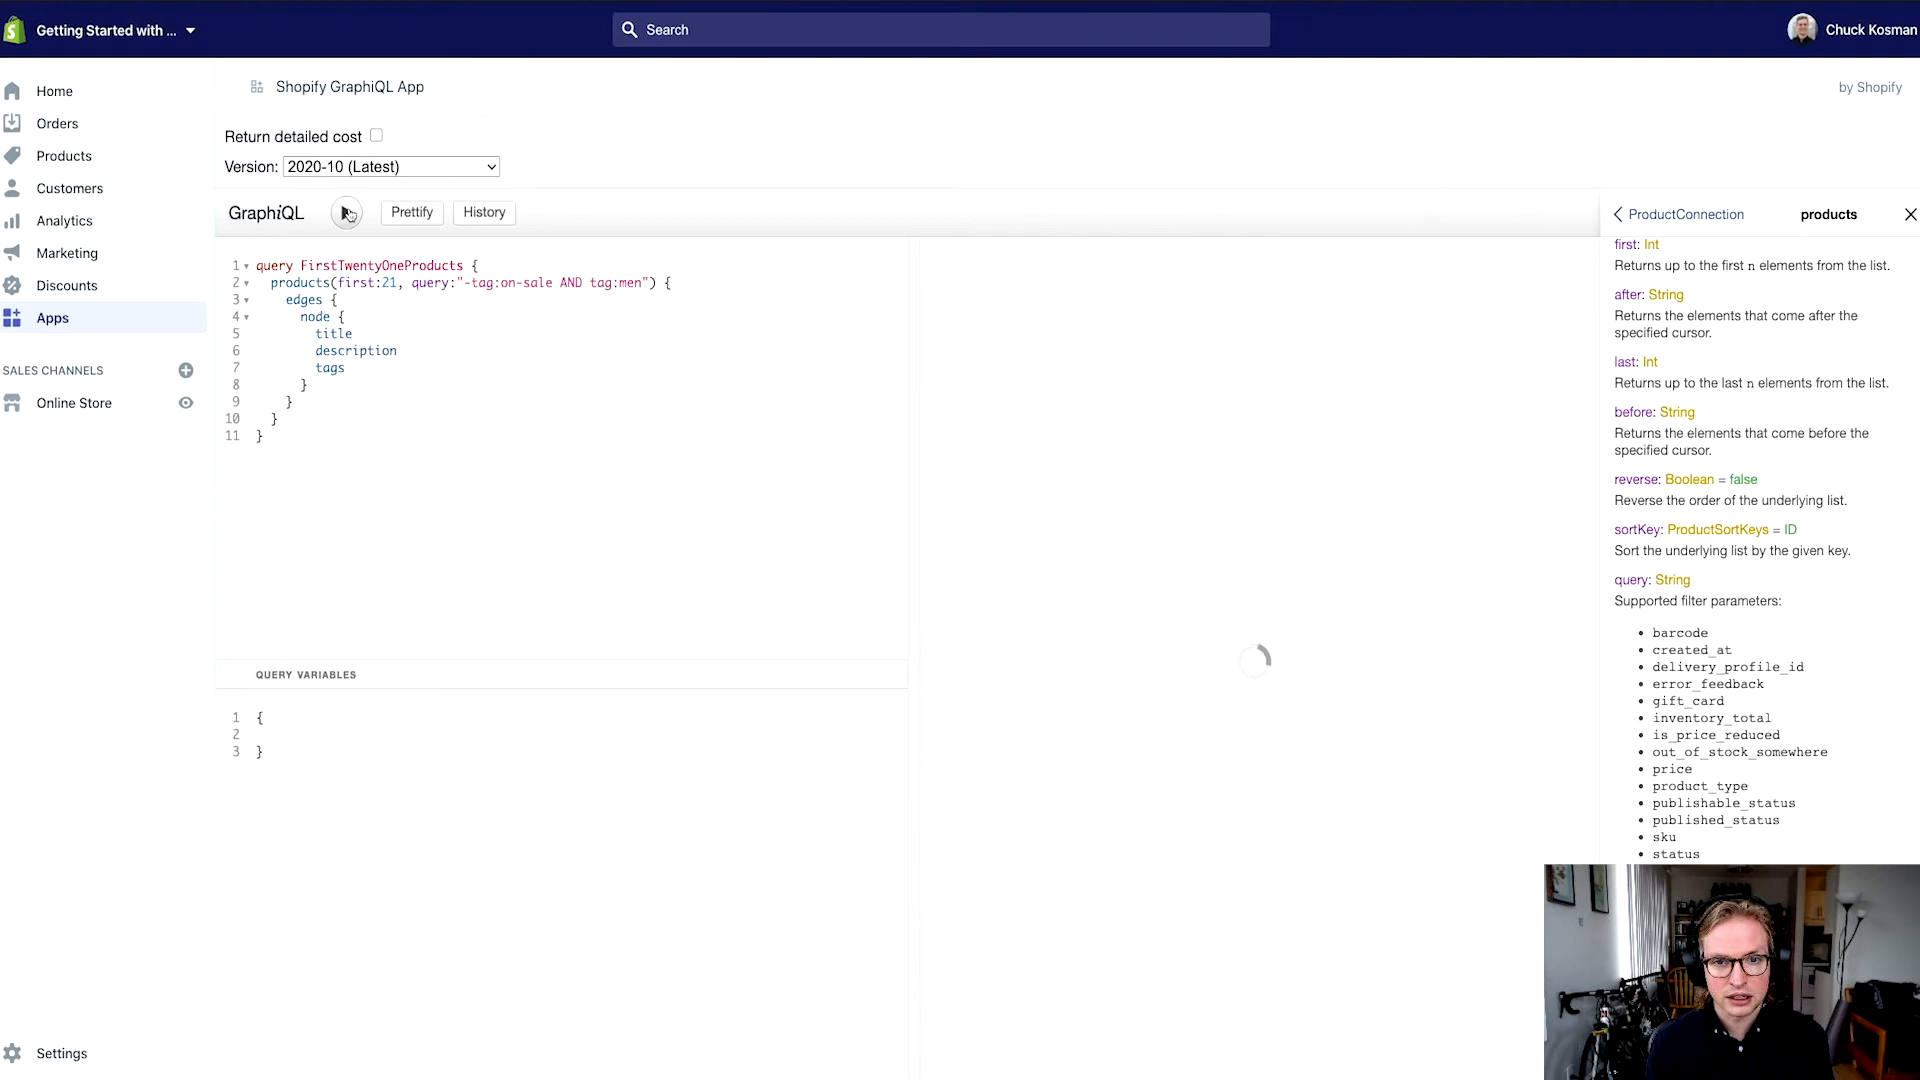 Getting Started with ...
Search
Chuck Kosman
Home
Orders
Products
Customers
Analytics
Marketing
Discounts
Apps
SALES CHANNELS
Online Store
Settings
Shopify GraphiQL App
by Shopify
Return detailed cost
Version: 2020-10 (Latest)
GraphiQL
Prettify
History
1 query FirstTwentyOneProducts {
2 products(first:21, query:"-tag:on-sale AND tag:men") {
3 edges {
4 node {
5 title
6 description
7 tags
8 }
9 }
10 }
11 }
QUERY VARIABLES
1 {
2
3 }
ProductConnection
products
first: Int
Returns up to the first n elements from the list.
after: String
Returns the elements that come after the
specified cursor.
last: Int
Returns up to the last n elements from the list.
before: String
Returns the elements that come before the
specified cursor.
reverse: Boolean = false
Reverse the order of the underlying list.
sortKey: ProductSortKeys = ID
Sort the underlying list by the given key.
query: String
Supported filter parameters:
• barcode
• created_at
• delivery_profile_id
• error_feedback
• gift_card
• inventory_total
• is_price_reduced
• out_of_stock_somewhere
• price
• product_type
• publishable_status
• published_status
• sku
• status